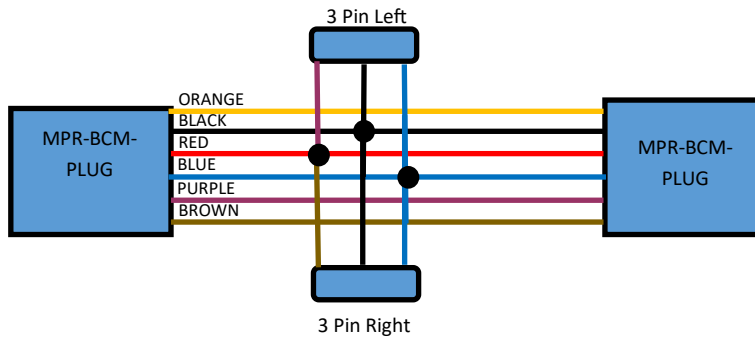 3 Pin Left
ORANGE
BLACK
RED
BLUE
PURPLE
BROWN
MPR-BCM-
PLUG
MPR-BCM-
PLUG
3 Pin Right